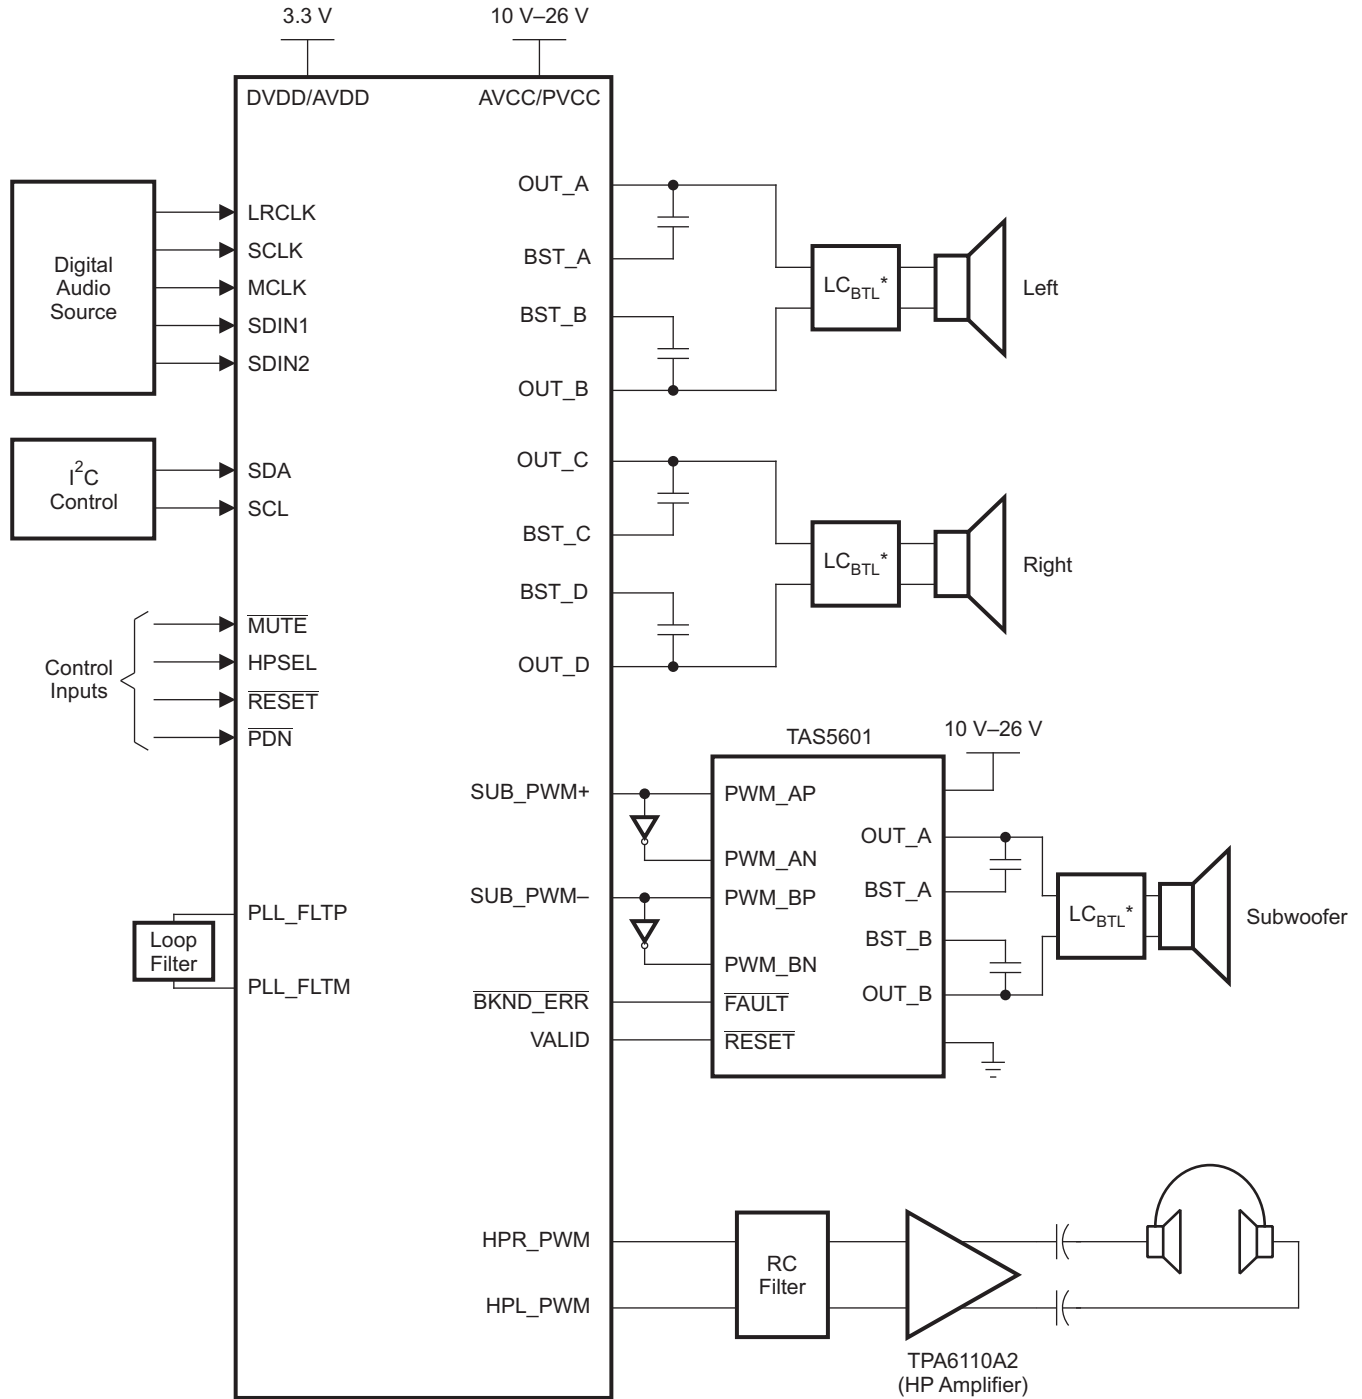 3.3 V
10 V–26 V
DVDD/AVDD
AVCC/PVCC
Digital
Audio
Source
LRCLK
SCLK
MCLK
SDIN1
SDIN2
I2C
Control
SDA
SCL
Control
Inputs
MUTE
HPSEL
RESET
PDN
Loop
Filter
PLL_FLTP
PLL_FLTM
OUT_A
BST_A
BST_B
OUT_B
LCBTL*
Left
OUT_C
BST_C
BST_D
OUT_D
LCBTL*
Right
SUB_PWM+
SUB_PWM–
BKND_ERR
VALID
TAS5601
10 V–26 V
PWM_AP
PWM_AN
PWM_BP
PWM_BN
FAULT
RESET
OUT_A
BST_A
BST_B
OUT_B
LCBTL*
Subwoofer
HPR_PWM
HPL_PWM
RC
Filter
TPA6110A2
(HP Amplifier)